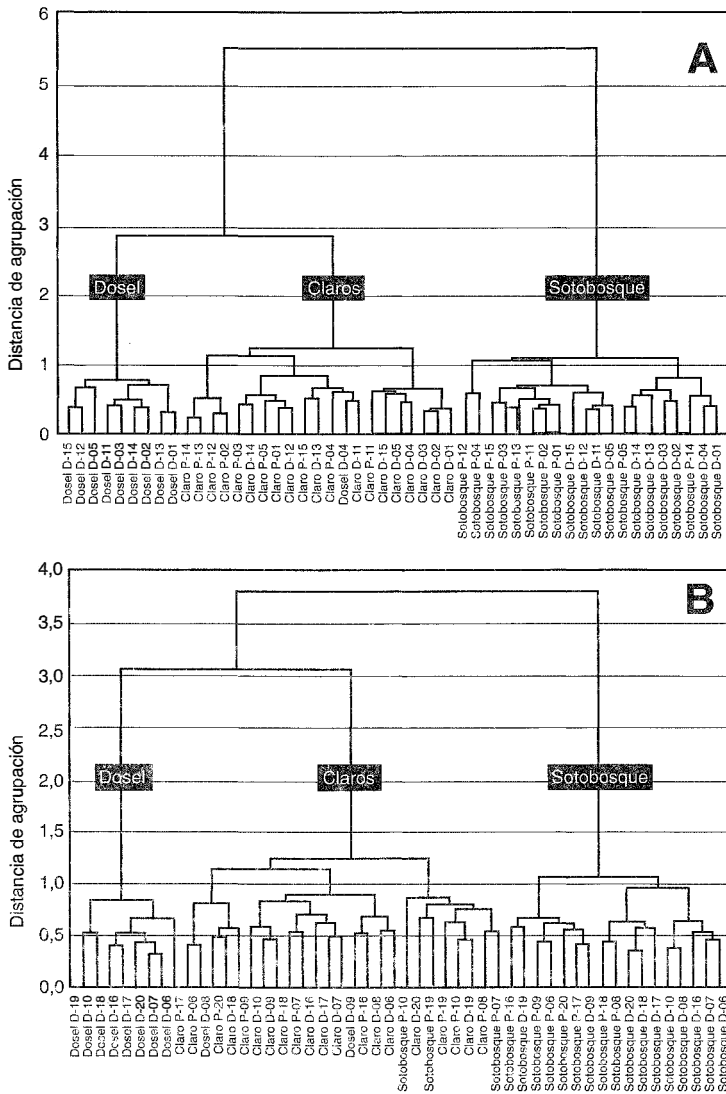 A
6
5
4
3
2
1
0
Distancia de agrupación
Dosel
Claros
Sotobosque
Dosel D-15
Dosel D-12
Dosel D-05
Dosel D-11
Dosel D-03
Dosel D-14
Dosel D-02
Dosel D-13
Dosel D-01
Claro P-14
Claro P-13
Claro P-12
Claro P-02
Claro P-03
Claro D-14
Claro P-05
Claro P-01
Claro D-12
Claro P-15
Claro D-13
Claro P-04
Dosel D-04
Claro D-11
Claro P-11
Claro D-15
Claro D-05
Claro D-04
Claro D-03
Claro D-02
Claro D-01
Sotobosque P-12
Sotobosque P-04
Sotobosque P-15
Sotobosque P-03
Sotobosque P-13
Sotobosque P-11
Sotobosque P-02
Sotobosque P-01
Sotobosque D-15
Sotobosque D-12
Sotobosque D-11
Sotobosque D-05
Sotobosque P-05
Sotobosque D-14
Sotobosque D-13
Sotobosque D-03
Sotobosque D-02
Sotobosque P-14
Sotobosque D-04
Sotobosque D-01
B
4,0
3,5
3,0
2,5
2,0
1,5
1,0
0,5
0,0
Distancia de agrupación
Dosel
Claros
Sotobosque
Dosel D-19
Dosel D-10
Dosel D-18
Dosel D-16
Dosel D-17
Dosel D-20
Dosel D-07
Dosel D-06
Claro P-17
Claro P-06
Dosel D-08
Claro P-20
Claro D-18
Claro P-09
Claro D-10
Claro D-09
Claro P-18
Claro P-07
Claro D-16
Claro D-17
Claro D-07
Dosel D-09
Claro P-16
Claro D-08
Claro D-06
Sotobosque P-10
Claro D-20
Sotobosque P-19
Claro P-19
Claro P-10
Claro D-19
Claro P-08
Sotobosque P-07
Sotobosque P-16
Sotobosque D-19
Sotobosque P-09
Sotobosque P-06
Sotobosque P-20
Sotobosque P-17
Sotobosque D-09
Sotobosque P-18
Sotobosque P-08
Sotobosque D-20
Sotobosque D-18
Sotobosque D-17
Sotobosque D-10
Sotobosque D-08
Sotobosque D-16
Sotobosque D-07
Sotobosque D-06